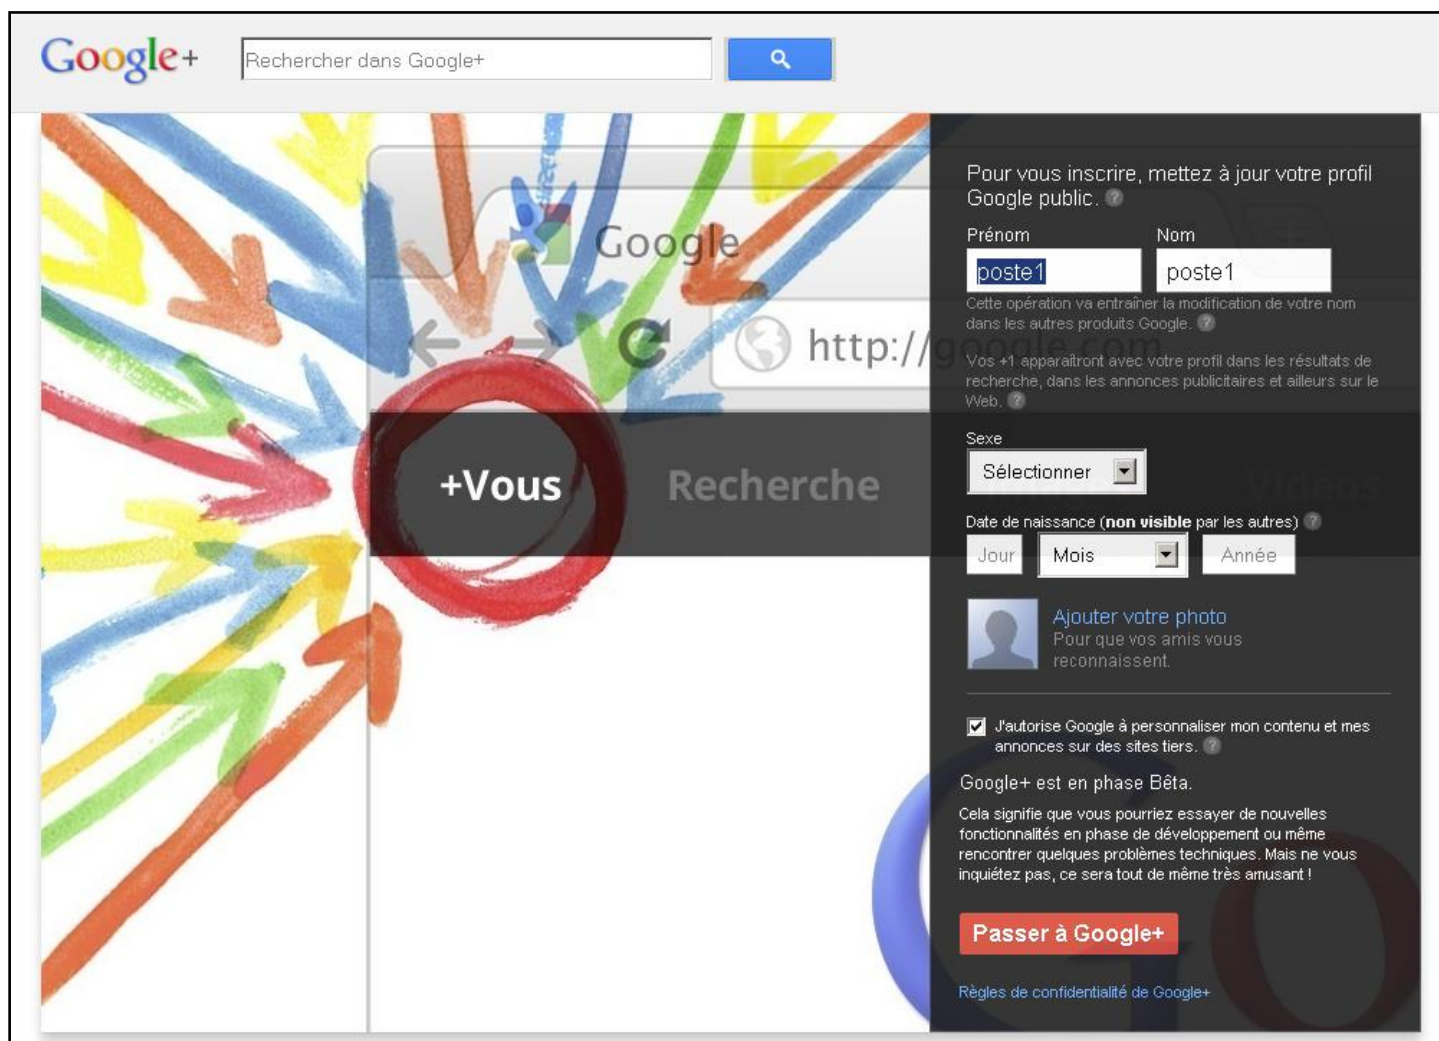 Google+
Rechercher dans Google+
Google
http://google.com
+Vous
Recherche
Vidéos
Pour vous inscrire, mettez à jour votre profil
Google public. ?
Prénom Nom
poste1 poste1
Cette opération va entraîner la modification de votre nom
dans les autres produits Google. ?
Vos +1 apparaîtront avec votre profil dans les résultats de
recherche, dans les annonces publicitaires et ailleurs sur le
Web. ?
Sexe
Sélectionner
Date de naissance (non visible par les autres) ?
Jour Mois Année
Ajouter votre photo
Pour que vos amis vous
reconnaissent.
J'autorise Google à personnaliser mon contenu et mes
annonces sur des sites tiers. ?
Google+ est en phase Bêta.
Cela signifie que vous pourriez essayer de nouvelles
fonctionnalités en phase de développement ou même
rencontrer quelques problèmes techniques. Mais ne vous
inquiétez pas, ce sera tout de même très amusant !
Passer à Google+
Règles de confidentialité de Google+